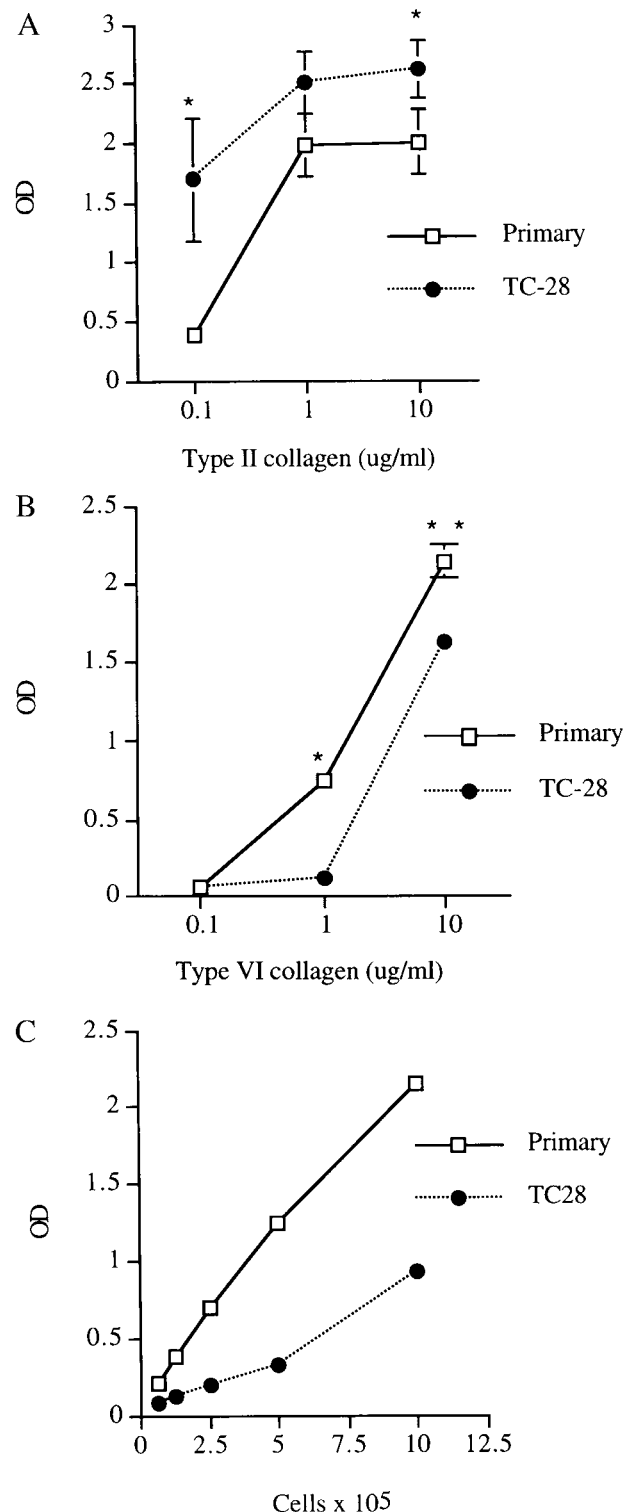 A
3
2.5
2
1.5
1
0.5
0
OD
*
*
Primary
TC-28
0.1 1 10
Type II collagen (ug/ml)
B
2.5
2
1.5
1
0.5
0
OD
*
* *
Primary
TC-28
0.1 1 10
Type VI collagen (ug/ml)
C
2.5
2
1.5
1
0.5
0
OD
Primary
TC28
0 2.5 5 7.5 10 12.5
Cells x 10⁵